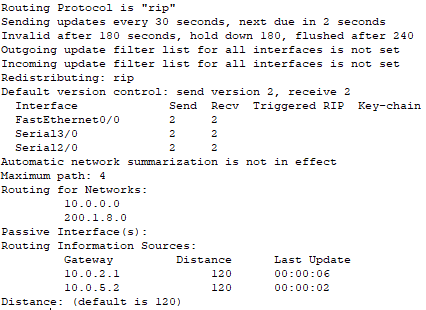 Routing Protocol is "rip"
Sending updates every 30 seconds, next due in 2 seconds
Invalid after 180 seconds, hold down 180, flushed after 240
Outgoing update filter list for all interfaces is not set
Incoming update filter list for all interfaces is not set
Redistributing: rip
Default version control: send version 2, receive 2
Interface Send Recv Triggered RIP Key-chain
FastEthernet0/0 2 2
Serial3/0 2 2
Serial2/0 2 2
Automatic network summarization is not in effect
Maximum path: 4
Routing for Networks:
10.0.0.0
200.1.8.0
Passive Interface(s):
Routing Information Sources:
Gateway Distance Last Update
10.0.2.1 120 00:00:06
10.0.5.2 120 00:00:02
Distance: (default is 120)